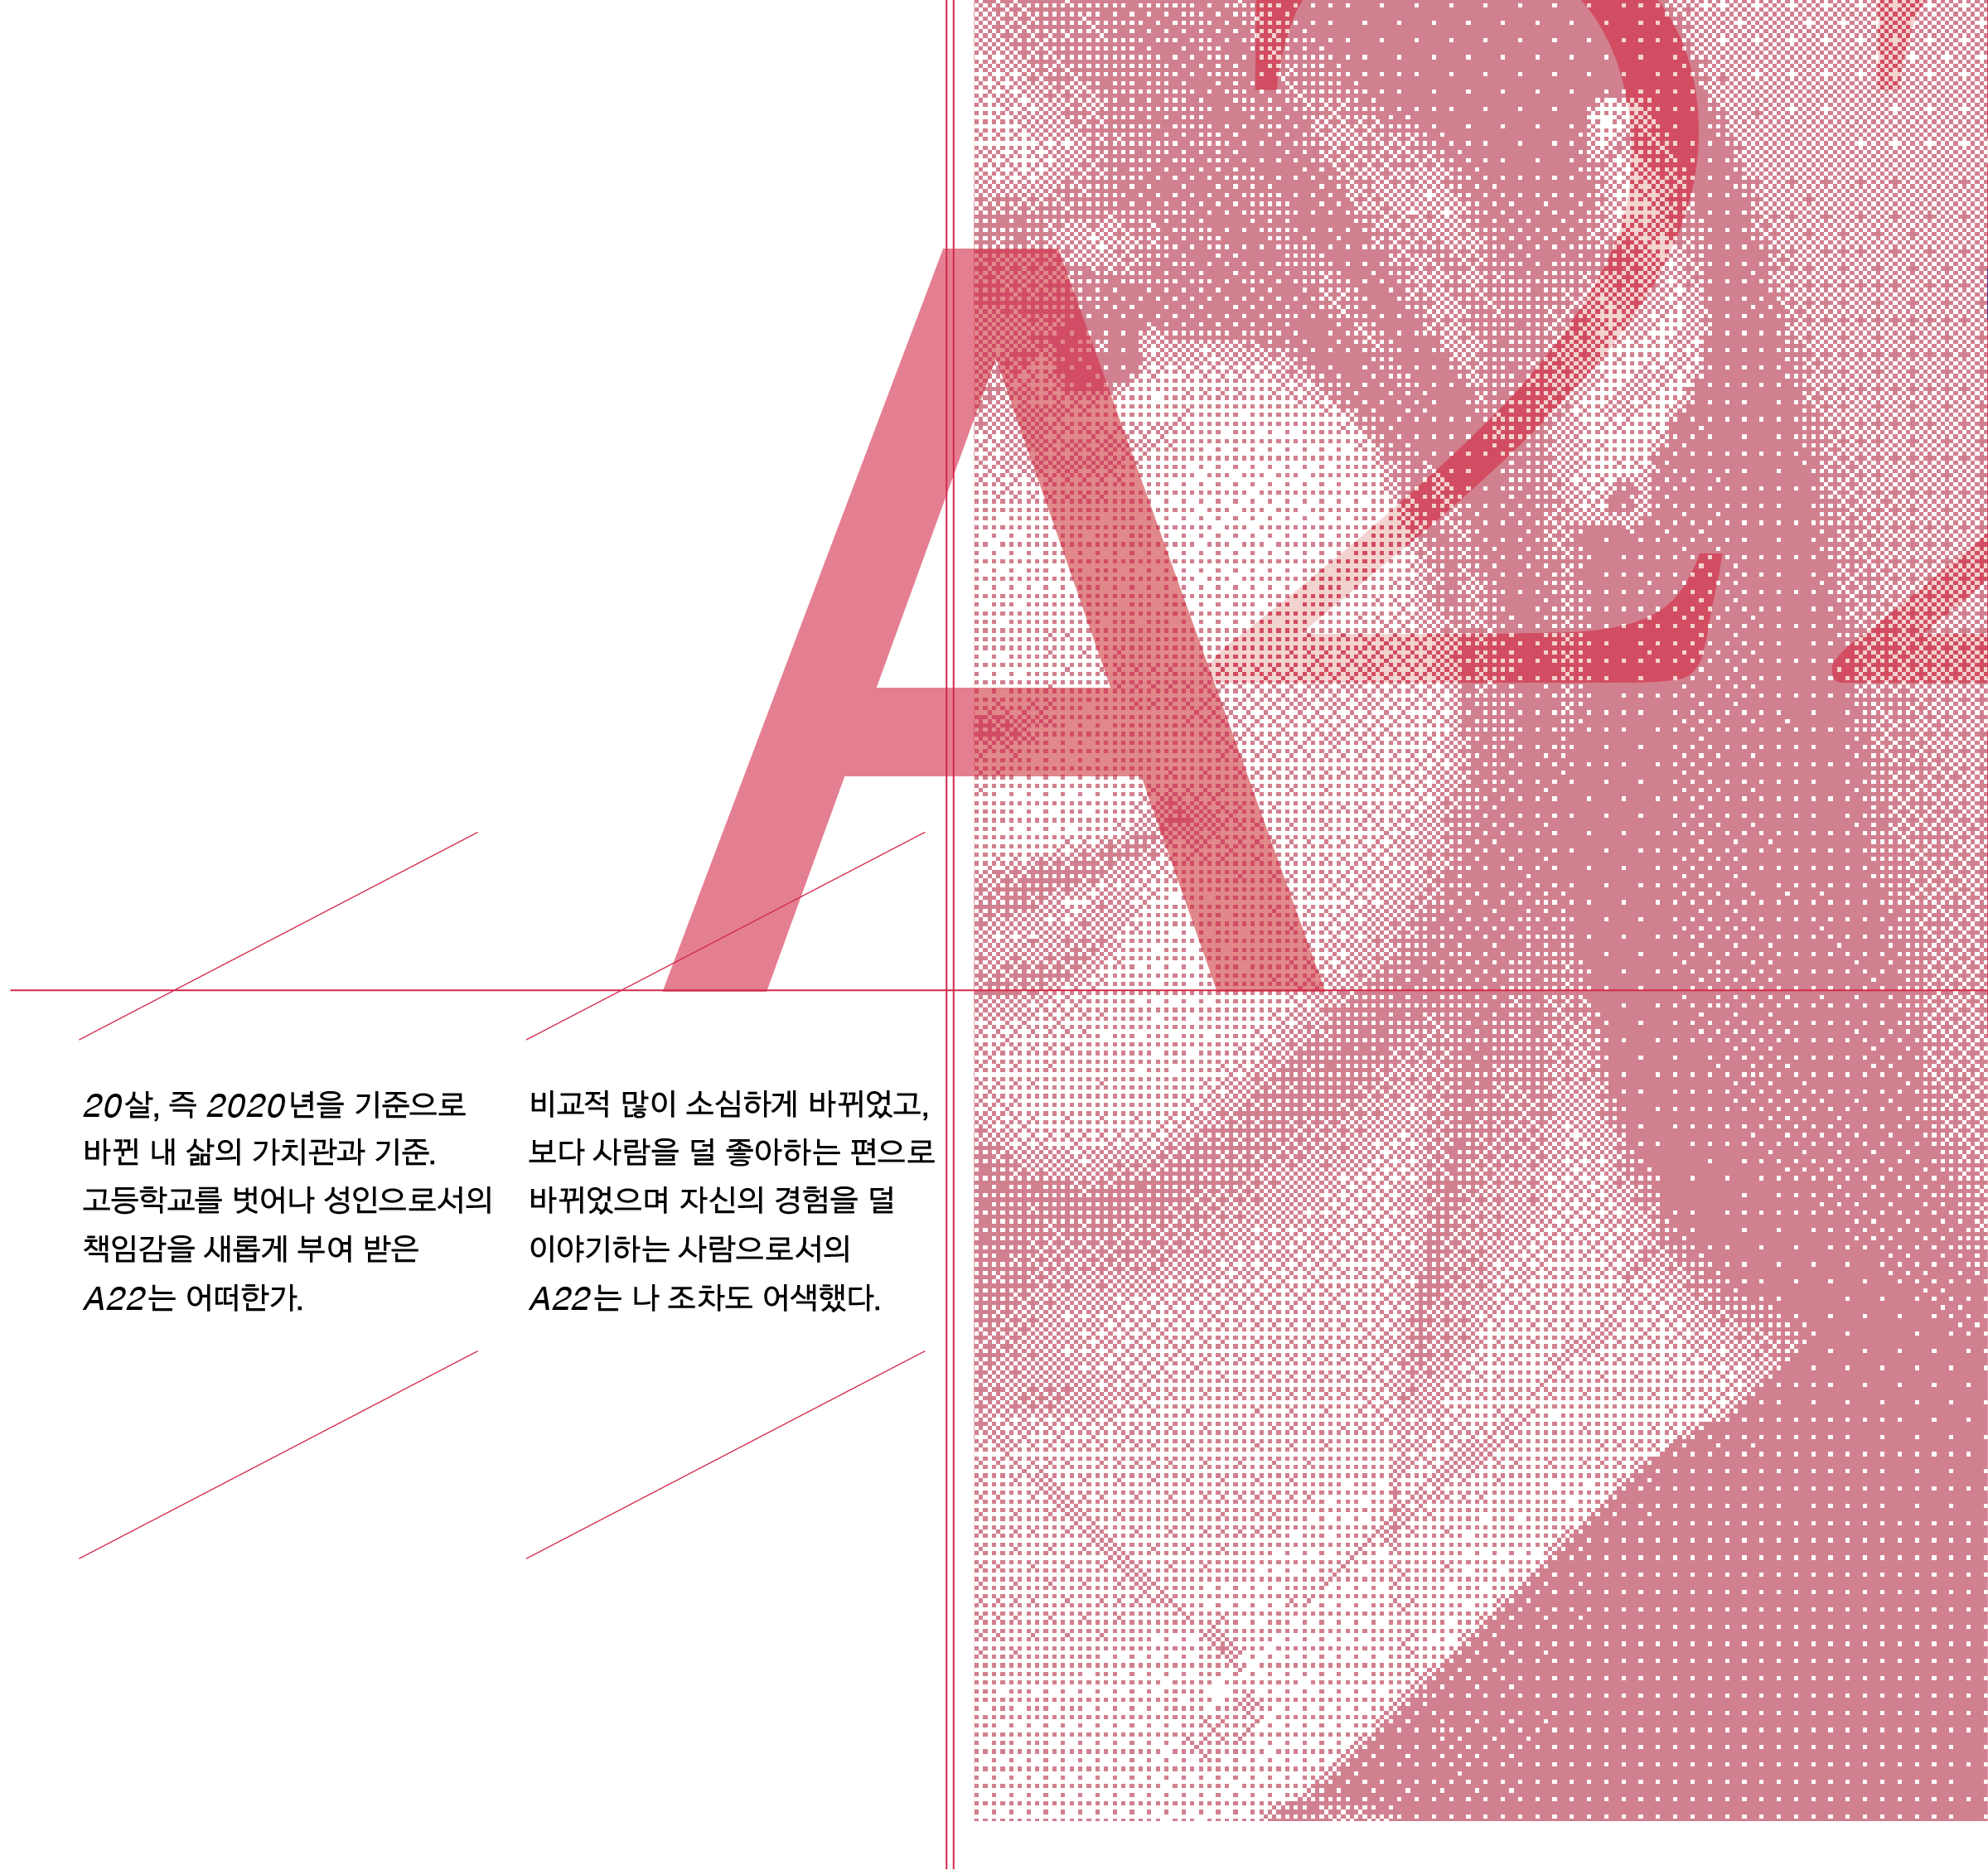 A22
20살, 즉 2020년을 기준으로
바뀐 내 삶의 가치관과 기준.
고등학교를 벗어나 성인으로서의
책임감을 새롭게 부여 받은
A22는 어떠한가.
비교적 많이 소심하게 바뀌었고,
보다 사람을 덜 좋아하는 편으로
바뀌었으며 자신의 경험을 덜
이야기하는 사람으로서의
A22는 나 조차도 어색했다.